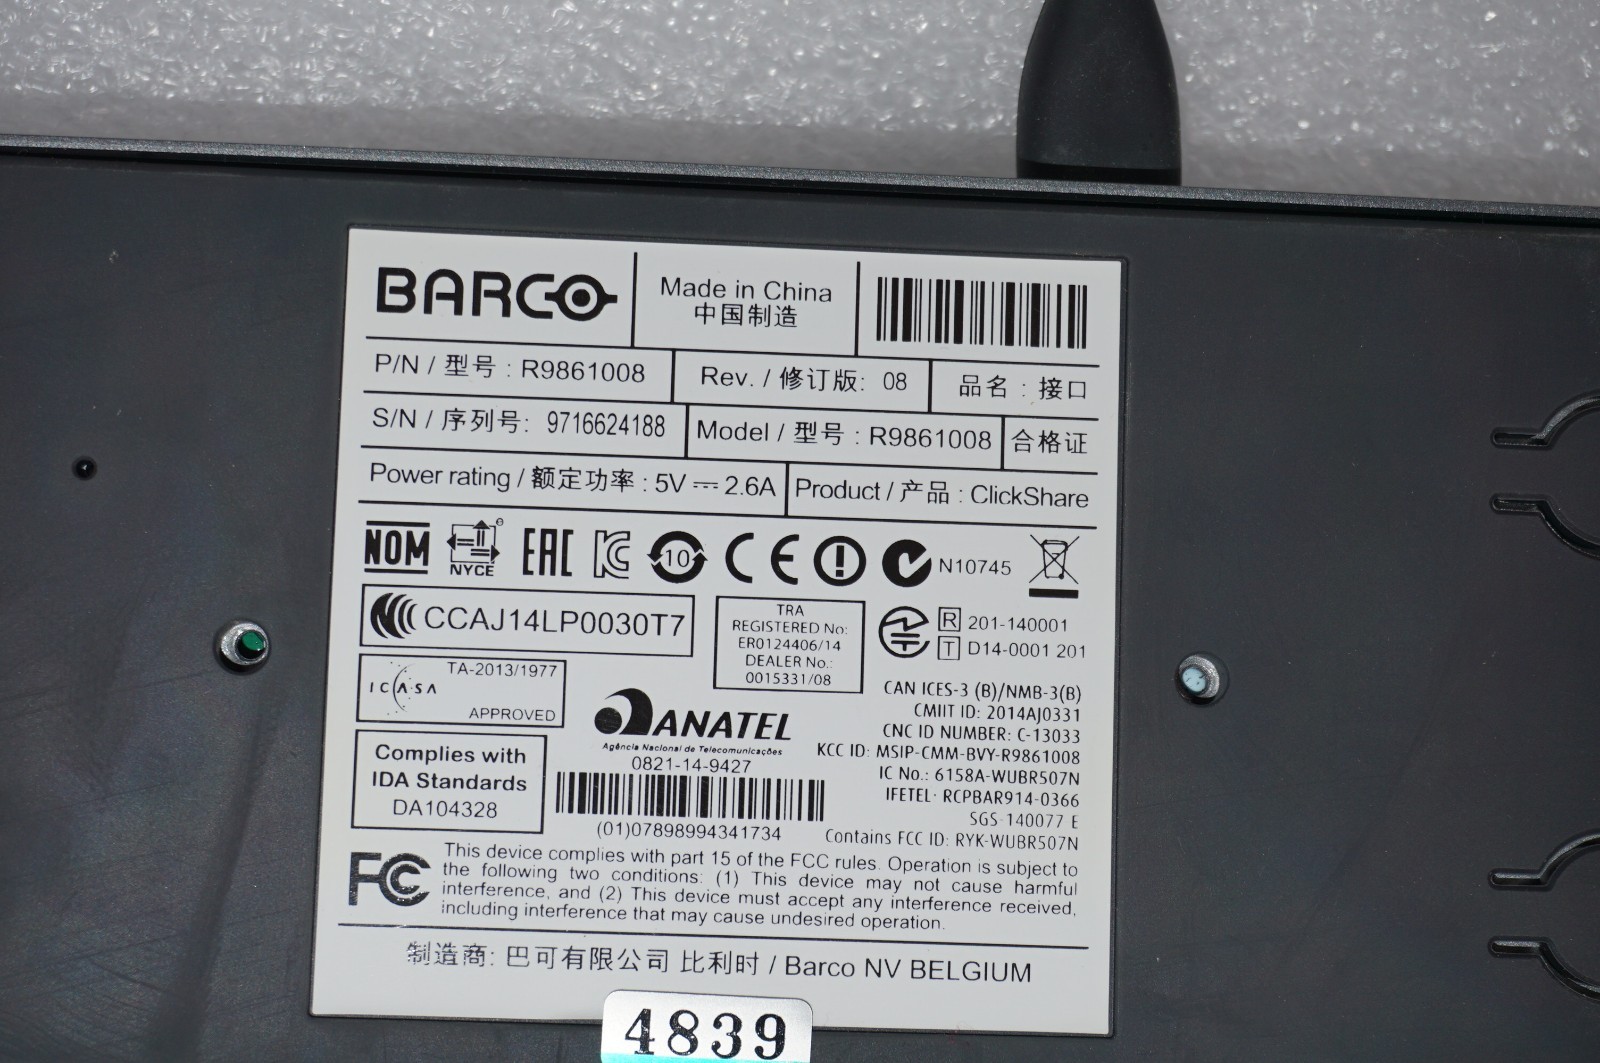 BARCO
Made in China
中国制造
P/N / 型号 : R9861008
Rev. / 修订版: 08
品名 : 接口
S/N / 序列号: 9716624188
Model / 型号 : R9861008
合格证
Power rating / 额定功率 : 5V ⎓ 2.6A
Product / 产品 : ClickShare
NOM
NYCE
EAC
10
CE
N10745
CCAJ14LP0030T7
TRA
REGISTERED No:
ER0124406/14
DEALER No.:
0015331/08
R 201-140001
T D14-0001 201
TA-2013/1977
ICASA
APPROVED
ANATEL
Agência Nacional de Telecomunicações
0821-14-9427
(01)07898994341734
CAN ICES-3 (B)/NMB-3(B)
CMIIT ID: 2014AJ0331
CNC ID NUMBER: C-13033
KCC ID: MSIP-CMM-BVY-R9861008
IC No.: 6158A-WUBR507N
IFETEL: RCPBAR914-0366
SGS-140077 E
Contains FCC ID: RYK-WUBR507N
Complies with
IDA Standards
DA104328
FC
This device complies with part 15 of the FCC rules. Operation is subject to
the following two conditions: (1) This device may not cause harmful
interference, and (2) This device must accept any interference received,
including interference that may cause undesired operation.
制造商: 巴可有限公司 比利时 / Barco NV BELGIUM
4839